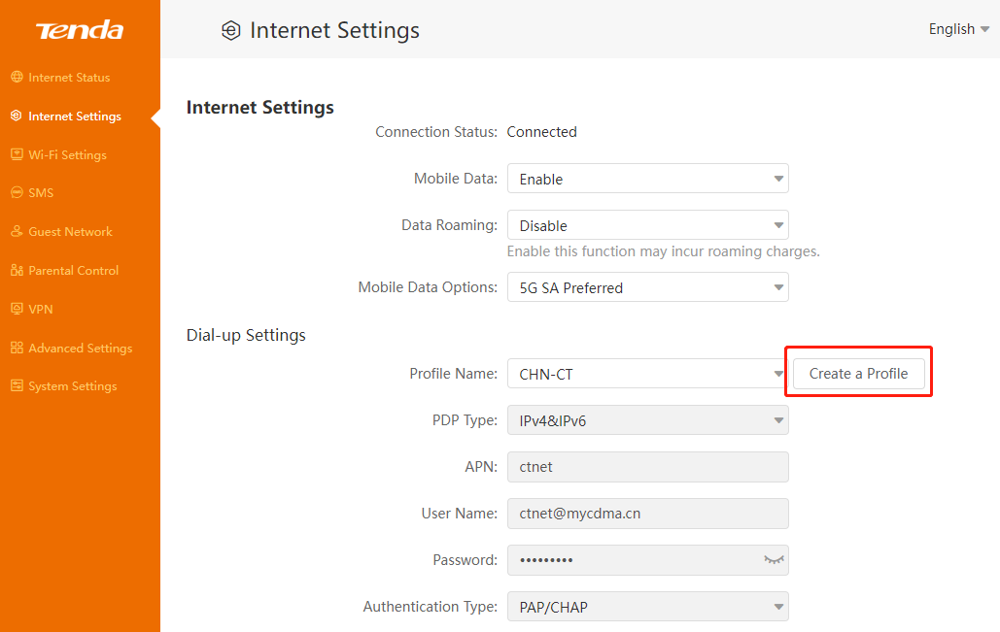 Tenda
Internet Settings
English
Internet Status
Internet Settings
Wi-Fi Settings
SMS
Guest Network
Parental Control
VPN
Advanced Settings
System Settings
Internet Settings
Connection Status: Connected
Mobile Data: Enable
Data Roaming: Disable
Enable this function may incur roaming charges.
Mobile Data Options: 5G SA Preferred
Dial-up Settings
Profile Name: CHN-CT Create a Profile
PDP Type: IPv4&IPv6
APN: ctnet
User Name: ctnet@mycdma.cn
Password: •••••••••
Authentication Type: PAP/CHAP